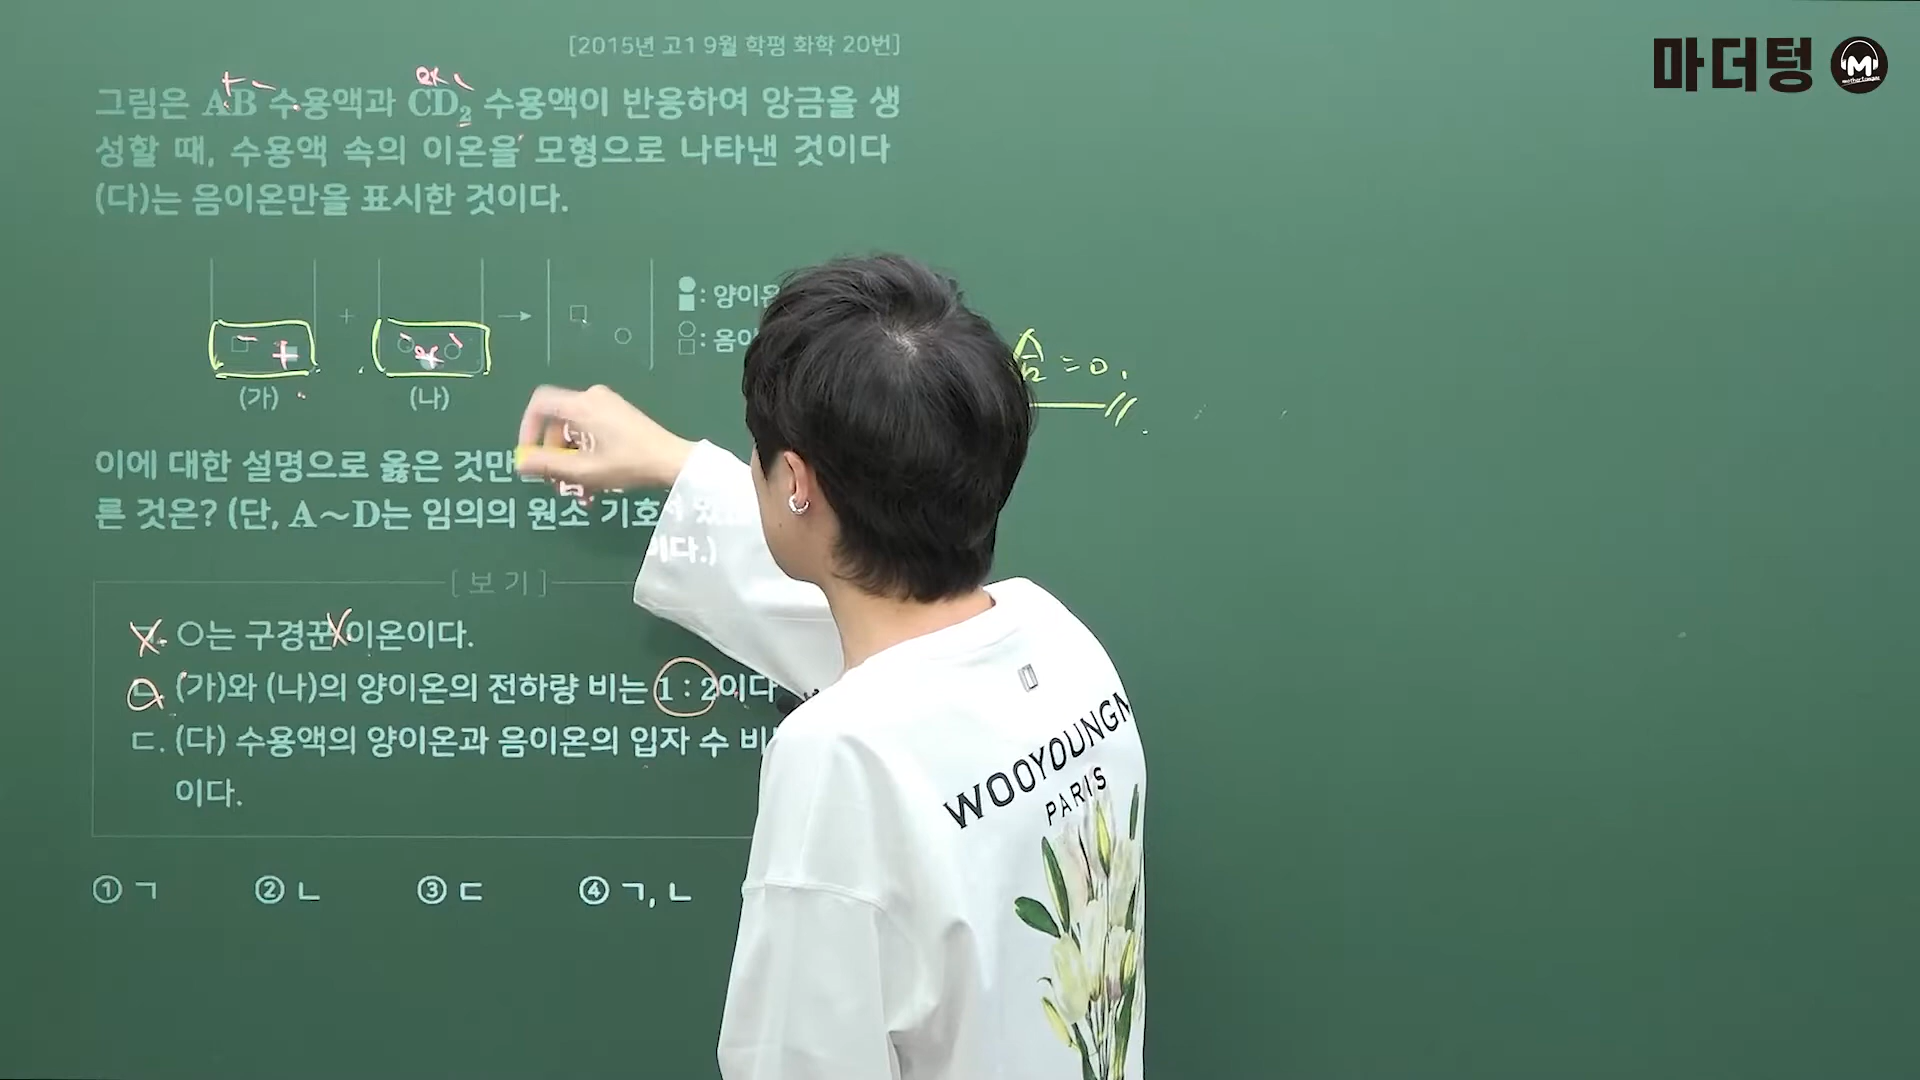 [2015년 고1 9월 학평 화학 20번]
마더텅
M
+ -
2+ -
그림은 AB 수용액과 CD₂ 수용액이 반응하여 앙금을 생
성할 때, 수용액 속의 이온을 모형으로 나타낸 것이다
(다)는 음이온만을 표시한 것이다.
+ →
: 양이온
: 음이
(가) (나)
합 = 0.
이에 대한 설명으로 옳은 것만
른 것은? (단, A~D는 임의의 원소 기호
이다.)
[보기]
ㄱ. ○는 구경꾼 이온이다.
ㄴ. (가)와 (나)의 양이온의 전하량 비는 1 : 2이다
ㄷ. (다) 수용액의 양이온과 음이온의 입자 수 비
이다.
① ㄱ ② ㄴ ③ ㄷ ④ ㄱ, ㄴ
WOOYOUNGM
PARIS